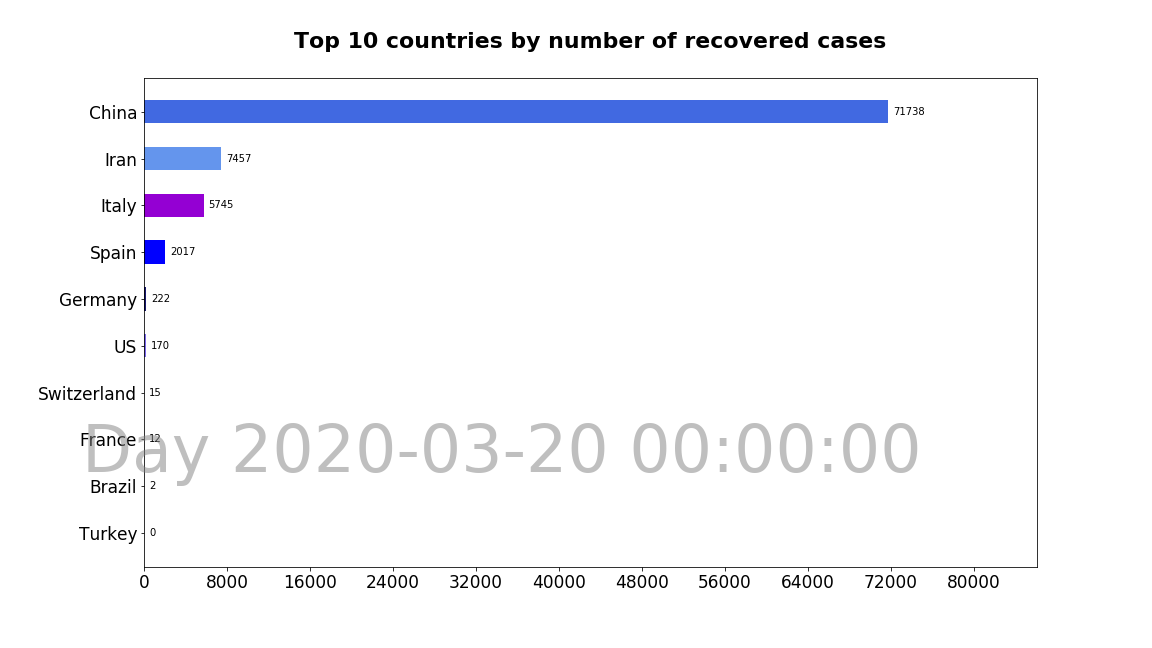 Top 10 countries by number of recovered cases
China 71738
Iran 7457
Italy 5745
Spain 2017
Germany 222
US 170
Switzerland 15
France 12
Day 2020-03-20 00:00:00
Brazil 2
Turkey 0
0 8000 16000 24000 32000 40000 48000 56000 64000 72000 80000